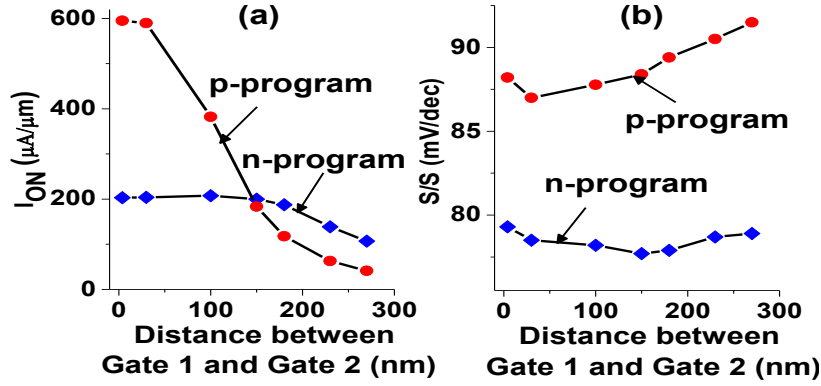 (a)
600
400
200
0
I_ON (μA/μm)
p-program
n-program
0 100 200 300
Distance between
Gate 1 and Gate 2 (nm)
(b)
90
85
80
S/S (mV/dec)
p-program
n-program
0 100 200 300
Distance between
Gate 1 and Gate 2 (nm)